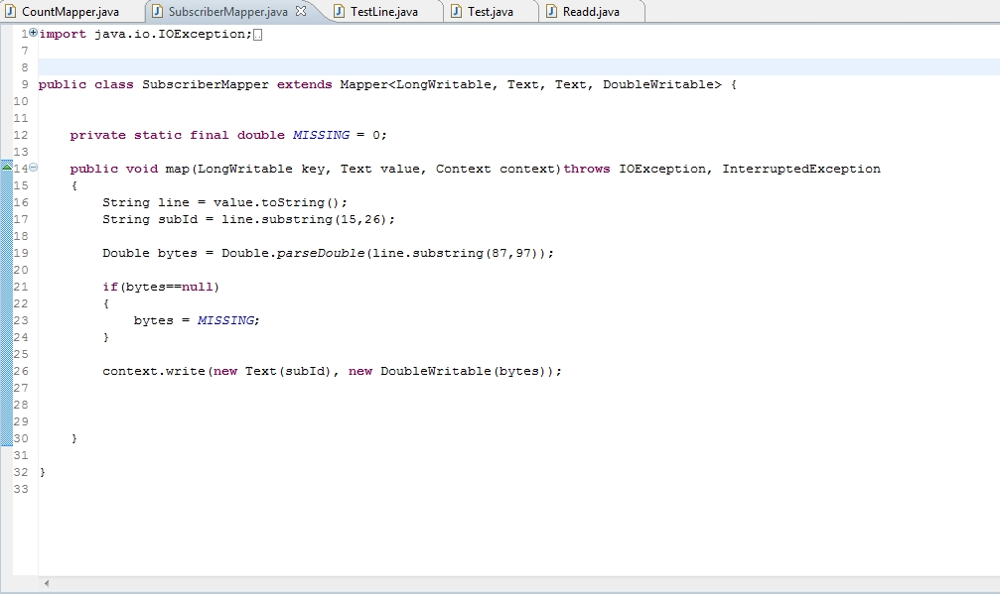 CountMapper.java SubscriberMapper.java TestLine.java Test.java Readd.java
1 import java.io.IOException;
7
8
9 public class SubscriberMapper extends Mapper<LongWritable, Text, Text, DoubleWritable> {
10
11
12     private static final double MISSING = 0;
13
14     public void map(LongWritable key, Text value, Context context)throws IOException, InterruptedException
15     {
16         String line = value.toString();
17         String subId = line.substring(15,26);
18
19         Double bytes = Double.parseDouble(line.substring(87,97));
20
21         if(bytes==null)
22         {
23             bytes = MISSING;
24         }
25
26         context.write(new Text(subId), new DoubleWritable(bytes));
27
28
29
30     }
31
32 }
33